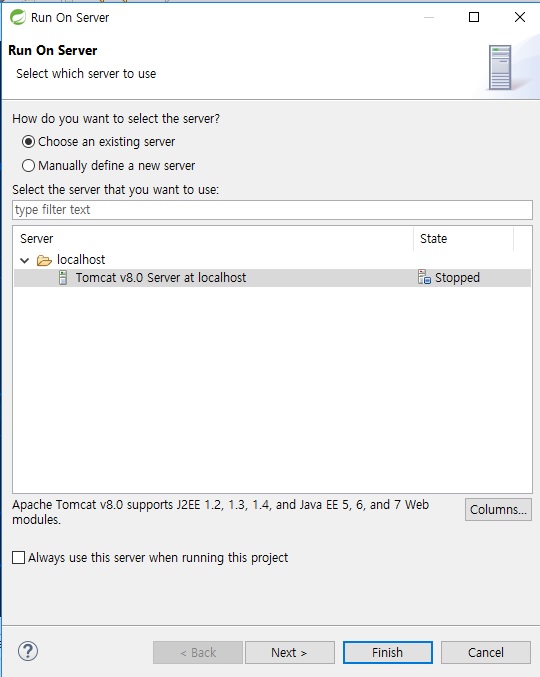 Run On Server
Run On Server
Select which server to use
How do you want to select the server?
Choose an existing server
Manually define a new server
Select the server that you want to use:
type filter text
Server State
localhost
Tomcat v8.0 Server at localhost Stopped
Apache Tomcat v8.0 supports J2EE 1.2, 1.3, 1.4, and Java EE 5, 6, and 7 Web
modules.
Columns...
Always use this server when running this project
? < Back Next > Finish Cancel